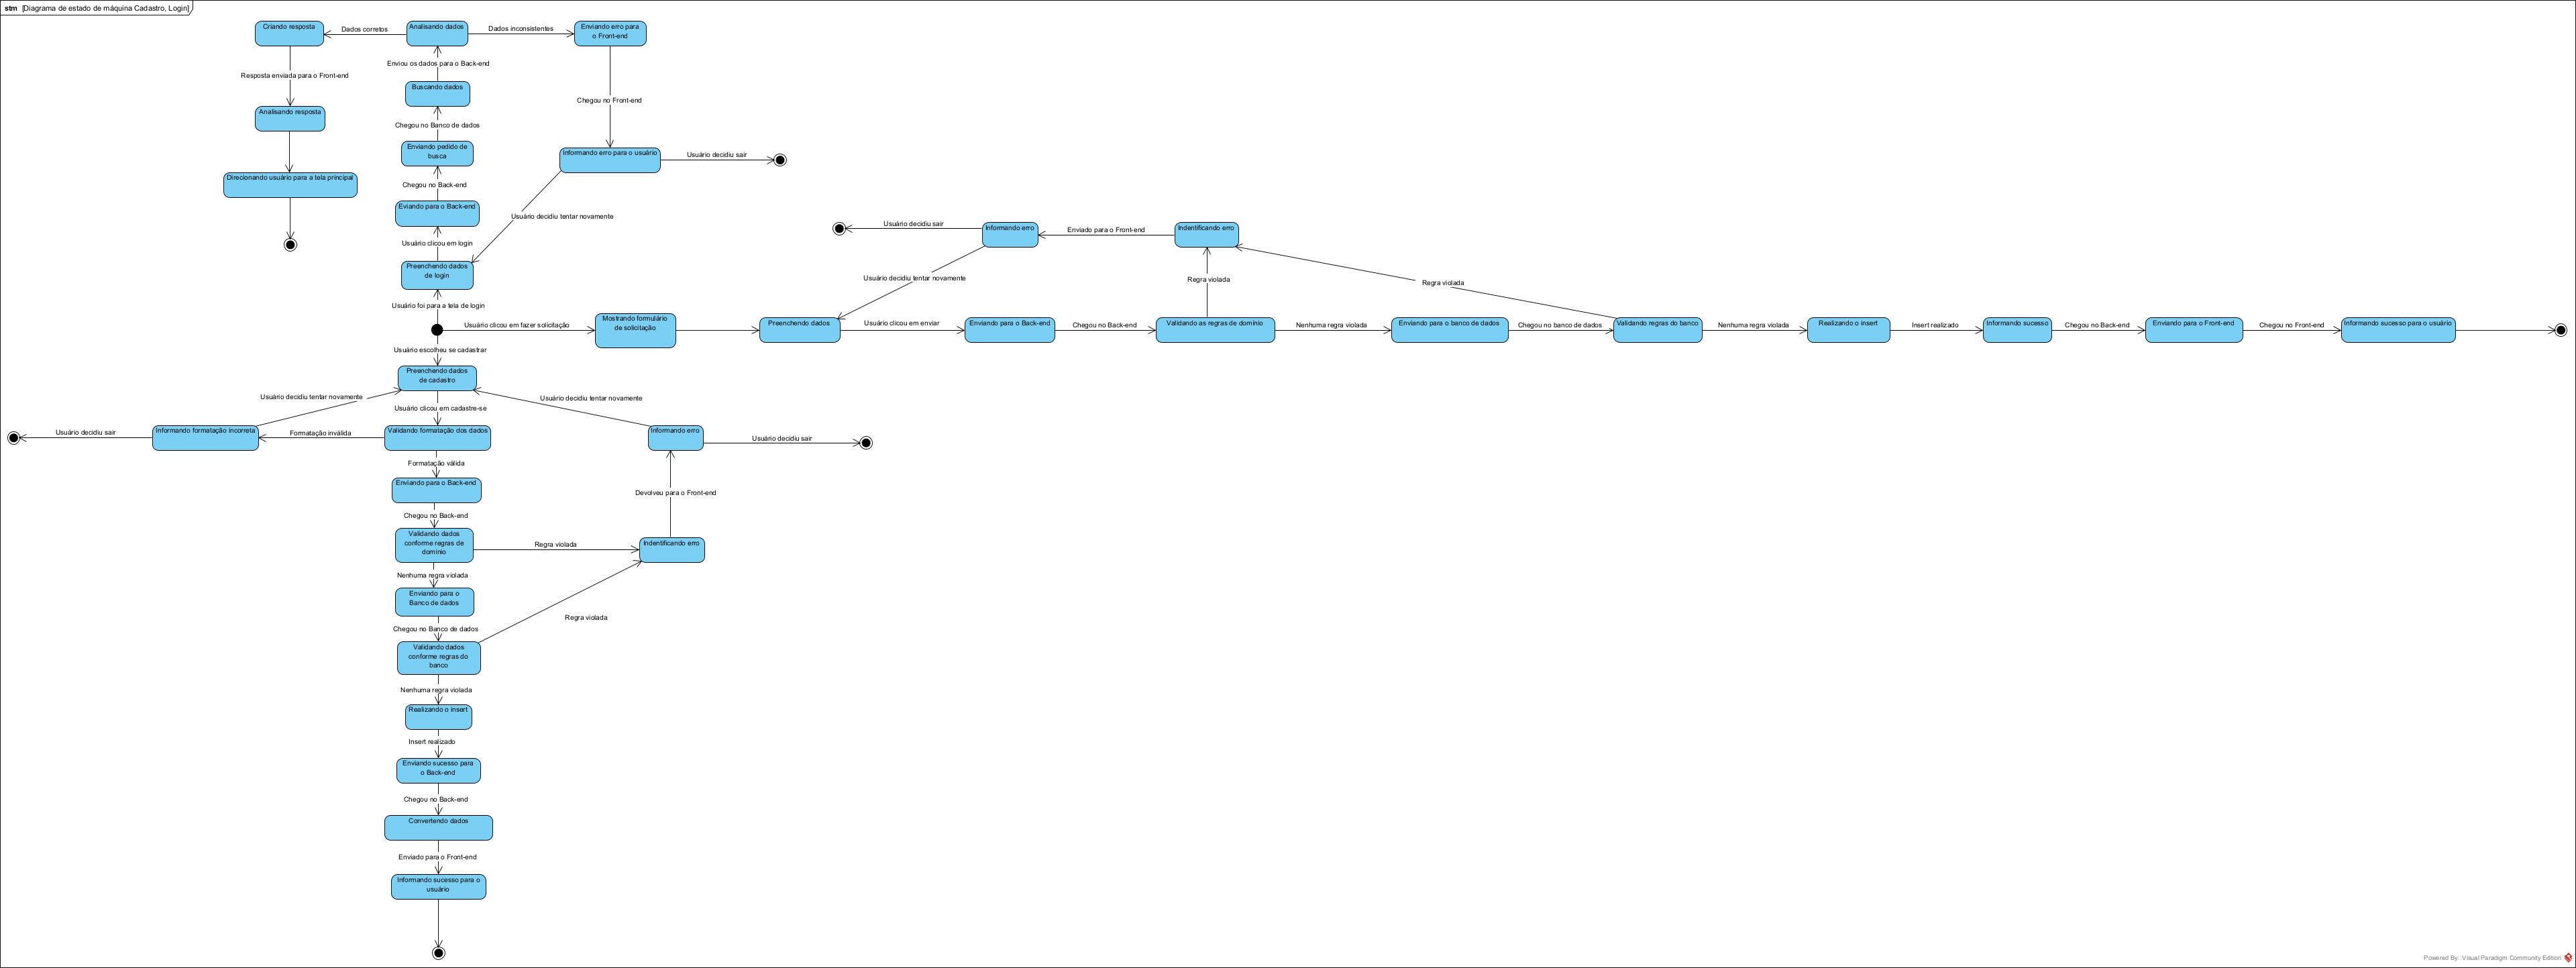 stm [Diagrama de estado de máquina Cadastro, Login]
Criando resposta
Dados corretos
Analisando dados
Dados inconsistentes
Enviando erro para
o Front-end
Enviou os dados para o Back-end
Resposta enviada para o Front-end
Buscando dados
Chegou no Front-end
Analisando resposta
Chegou no Banco de dados
Enviando pedido de
busca
Informando erro para o usuário
Usuário decidiu sair
Direcionando usuário para a tela principal
Chegou no Back-end
Eviando para o Back-end
Usuário decidiu tentar novamente
Usuário clicou em login
Preenchendo dados
de login
Usuário foi para a tela de login
Usuário decidiu sair
Informando erro
Enviado para o Front-end
Indentificando erro
Usuário decidiu tentar novamente
Regra violada
Regra violada
Usuário clicou em fazer solicitação
Mostrando formulário
de solicitação
Preenchendo dados
Usuário clicou em enviar
Enviando para o Back-end
Chegou no Back-end
Validando as regras de domínio
Nenhuma regra violada
Enviando para o banco de dados
Chegou no banco de dados
Validando regras do banco
Nenhuma regra violada
Realizando o insert
Insert realizado
Informando sucesso
Chegou no Back-end
Enviando para o Front-end
Chegou no Front-end
Informando sucesso para o usuário
Usuário escolheu se cadastrar
Preenchendo dados
de cadastro
Usuário decidiu tentar novamente
Usuário clicou em cadastre-se
Usuário decidiu tentar novamente
Usuário decidiu sair
Informando formatação incorreta
Formatação inválida
Validando formatação dos dados
Informando erro
Usuário decidiu sair
Formatação válida
Enviando para o Back-end
Devolveu para o Front-end
Chegou no Back-end
Validando dados
conforme regras de
domínio
Regra violada
Indentificando erro
Nenhuma regra violada
Enviando para o
Banco de dados
Regra violada
Chegou no Banco de dados
Validando dados
conforme regras do
banco
Nenhuma regra violada
Realizando o insert
Insert realizado
Enviando sucesso para
o Back-end
Chegou no Back-end
Convertendo dados
Enviado para o Front-end
Informando sucesso para o
usuário
Powered By: Visual Paradigm Community Edition